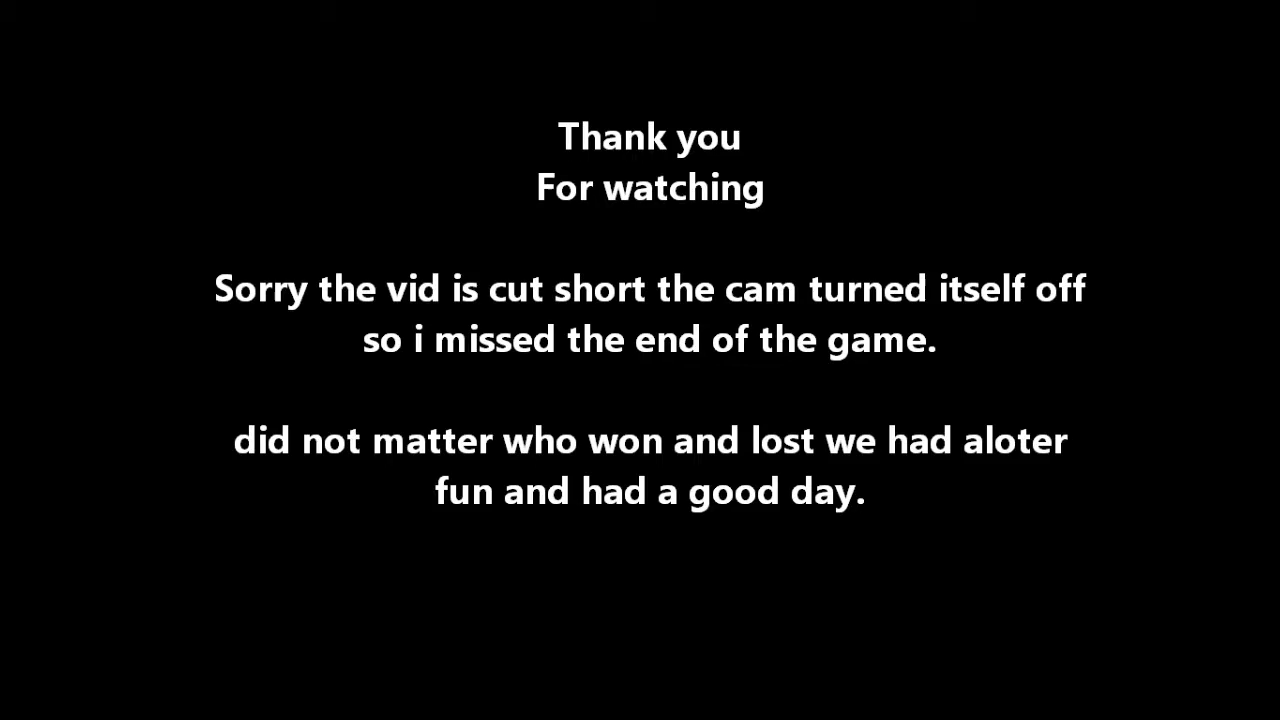 Thank you
For watching
Sorry the vid is cut short the cam turned itself off
so i missed the end of the game.
did not matter who won and lost we had aloter
fun and had a good day.